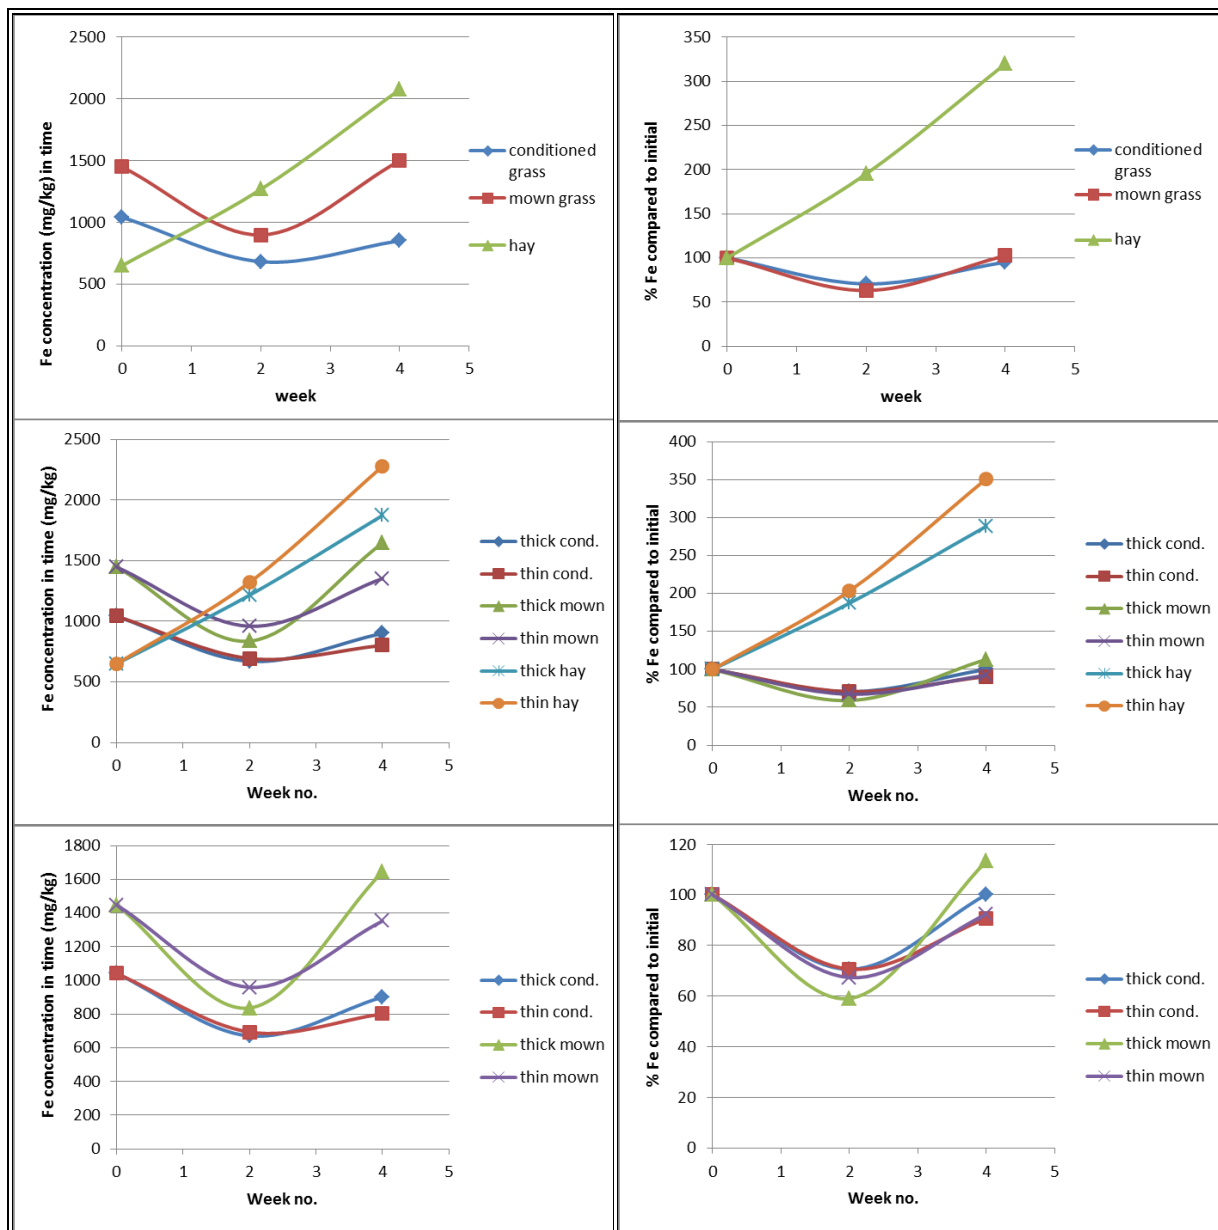 Fe concentration (mg/kg) in time
2500
2000
1500
1000
500
0
0 1 2 3 4 5
week
conditioned
grass
mown grass
hay
% Fe compared to initial
350
300
250
200
150
100
50
0
0 1 2 3 4 5
week
conditioned
grass
mown grass
hay
Fe concentration in time (mg/kg)
2500
2000
1500
1000
500
0
0 1 2 3 4 5
Week no.
thick cond.
thin cond.
thick mown
thin mown
thick hay
thin hay
% Fe compared to initial
400
350
300
250
200
150
100
50
0
0 1 2 3 4 5
Week no.
thick cond.
thin cond.
thick mown
thin mown
thick hay
thin hay
Fe concentration in time (mg/kg)
1800
1600
1400
1200
1000
800
600
400
200
0
0 1 2 3 4 5
Week no.
thick cond.
thin cond.
thick mown
thin mown
% Fe compared to initial
120
100
80
60
40
20
0
0 1 2 3 4 5
Week no.
thick cond.
thin cond.
thick mown
thin mown